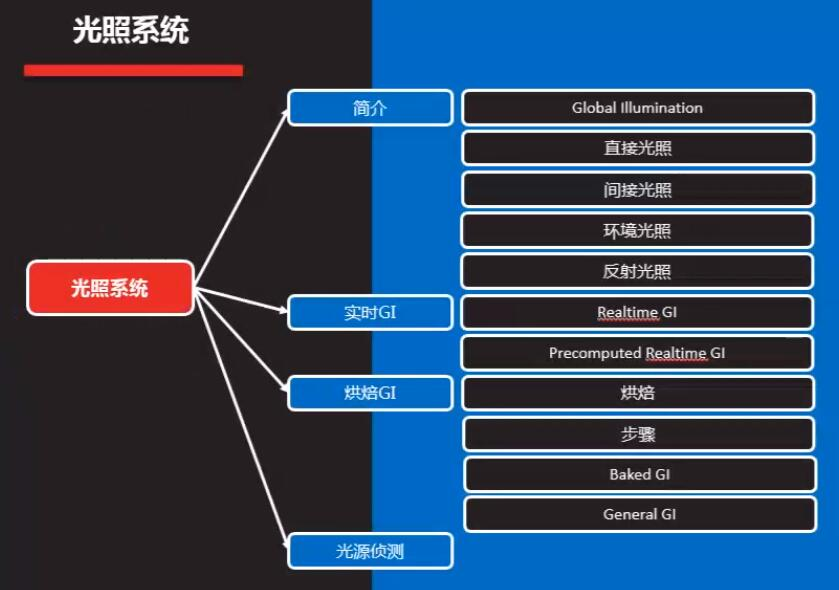 光照系统
简介
Global Illumination
直接光照
间接光照
环境光照
反射光照
光照系统
实时GI
Realtime GI
Precomputed Realtime GI
烘焙GI
烘焙
步骤
Baked GI
General GI
光源侦测